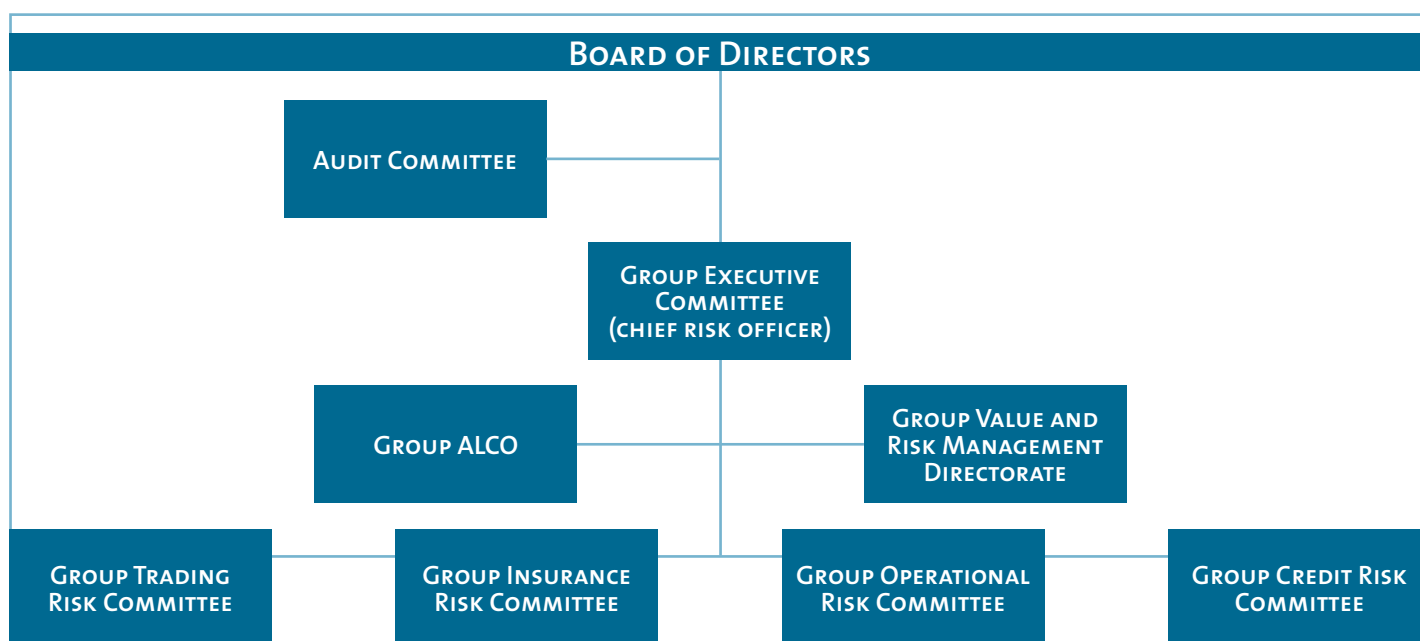 Board of Directors
Audit Committee
Group Executive
Committee
(chief risk officer)
Group ALCO
Group Value and
Risk Management
Directorate
Group Trading
Risk Committee
Group Insurance
Risk Committee
Group Operational
Risk Committee
Group Credit Risk
Committee